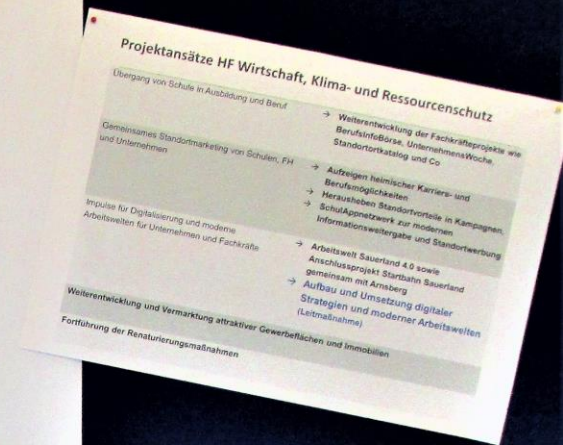 Projektansätze HF Wirtschaft, Klima- und Ressourcenschutz
Übergang von Schule in Ausbildung und Beruf
→ Weiterentwicklung der Fachkräfteprojekte wie
BerufsInfoBörse, UnternehmensWoche,
Standortortkatalog und Co
Gemeinsames Standortmarketing von Schulen, FH
und Unternehmen
→ Aufzeigen heimischer Karriere- und
Berufsmöglichkeiten
→ Herausheben Standortvorteile in Kampagnen,
→ SchulAppnetzwerk zur modernen
Informationsweitergabe und Standortwerbung
Impulse für Digitalisierung und moderne
Arbeitswelten für Unternehmen und Fachkräfte
→ Arbeitswelt Sauerland 4.0 sowie
Anschlussprojekt Startbahn Sauerland
gemeinsam mit Arnsberg
→ Aufbau und Umsetzung digitaler
Strategien und moderner Arbeitswelten
(Leitmaßnahme)
Weiterentwicklung und Vermarktung attraktiver Gewerbeflächen und Immobilien
Fortführung der Renaturierungsmaßnahmen